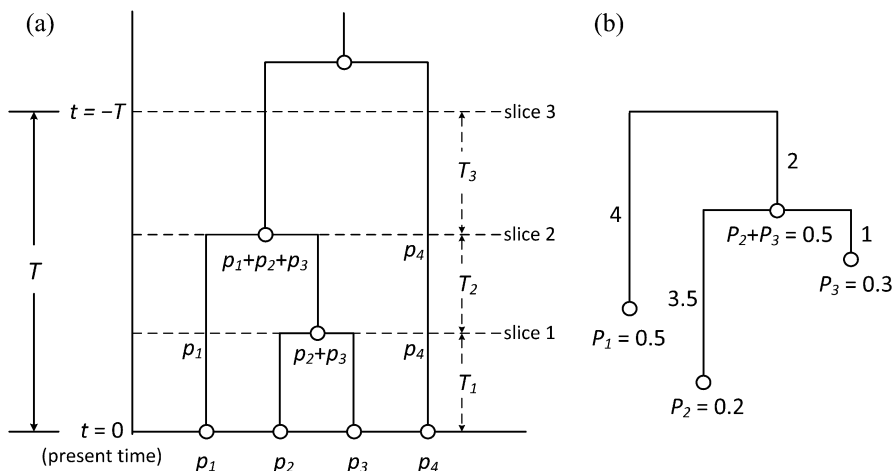 (a)
t = –T
slice 3
T3
slice 2
p1+p2+p3
p4
T
T2
slice 1
p1
p2+p3
p4
T1
t = 0
(present time)
p1
p2
p3
p4
(b)
2
4
P2+P3 = 0.5
1
P3 = 0.3
3.5
P1 = 0.5
P2 = 0.2